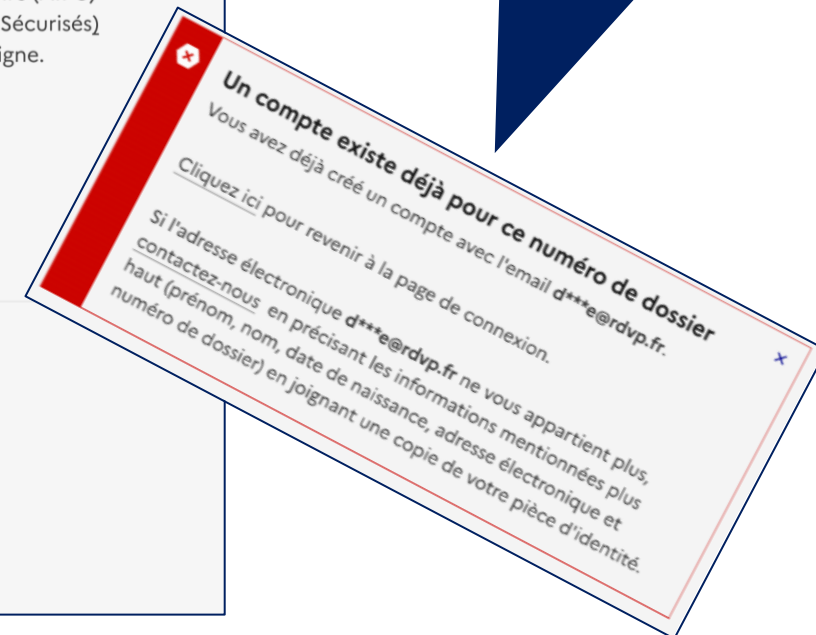 Sécurisés)
igne.
Un compte existe déjà pour ce numéro de dossier
Vous avez déjà créé un compte avec l'email d***e@rdvp.fr.
Cliquez ici pour revenir à la page de connexion.
Si l'adresse électronique d***e@rdvp.fr ne vous appartient plus,
contactez-nous en précisant les informations mentionnées plus
haut (prénom, nom, date de naissance, adresse électronique et
numéro de dossier) en joignant une copie de votre pièce d'identité.